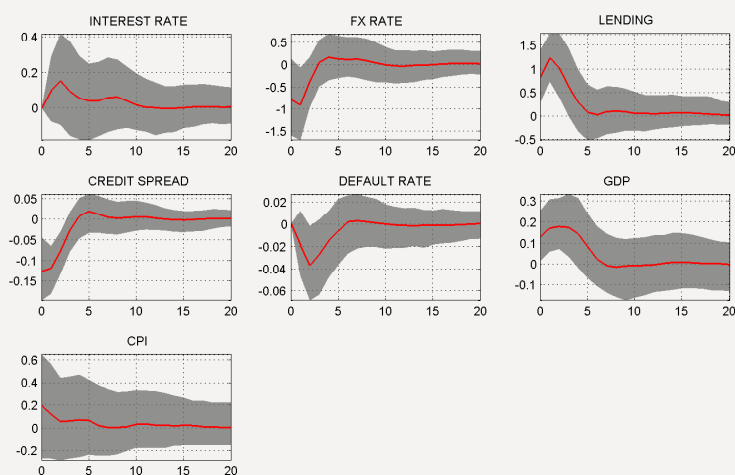 INTEREST RATE
0.4
0.2
0
0 5 10 15 20
FX RATE
0.5
0
-0.5
-1
-1.5
0 5 10 15 20
LENDING
1.5
1
0.5
0
-0.5
0 5 10 15 20
CREDIT SPREAD
0.05
0
-0.05
-0.1
-0.15
0 5 10 15 20
DEFAULT RATE
0.02
0
-0.02
-0.04
-0.06
0 5 10 15 20
GDP
0.3
0.2
0.1
0
-0.1
0 5 10 15 20
CPI
0.6
0.4
0.2
0
-0.2
0 5 10 15 20